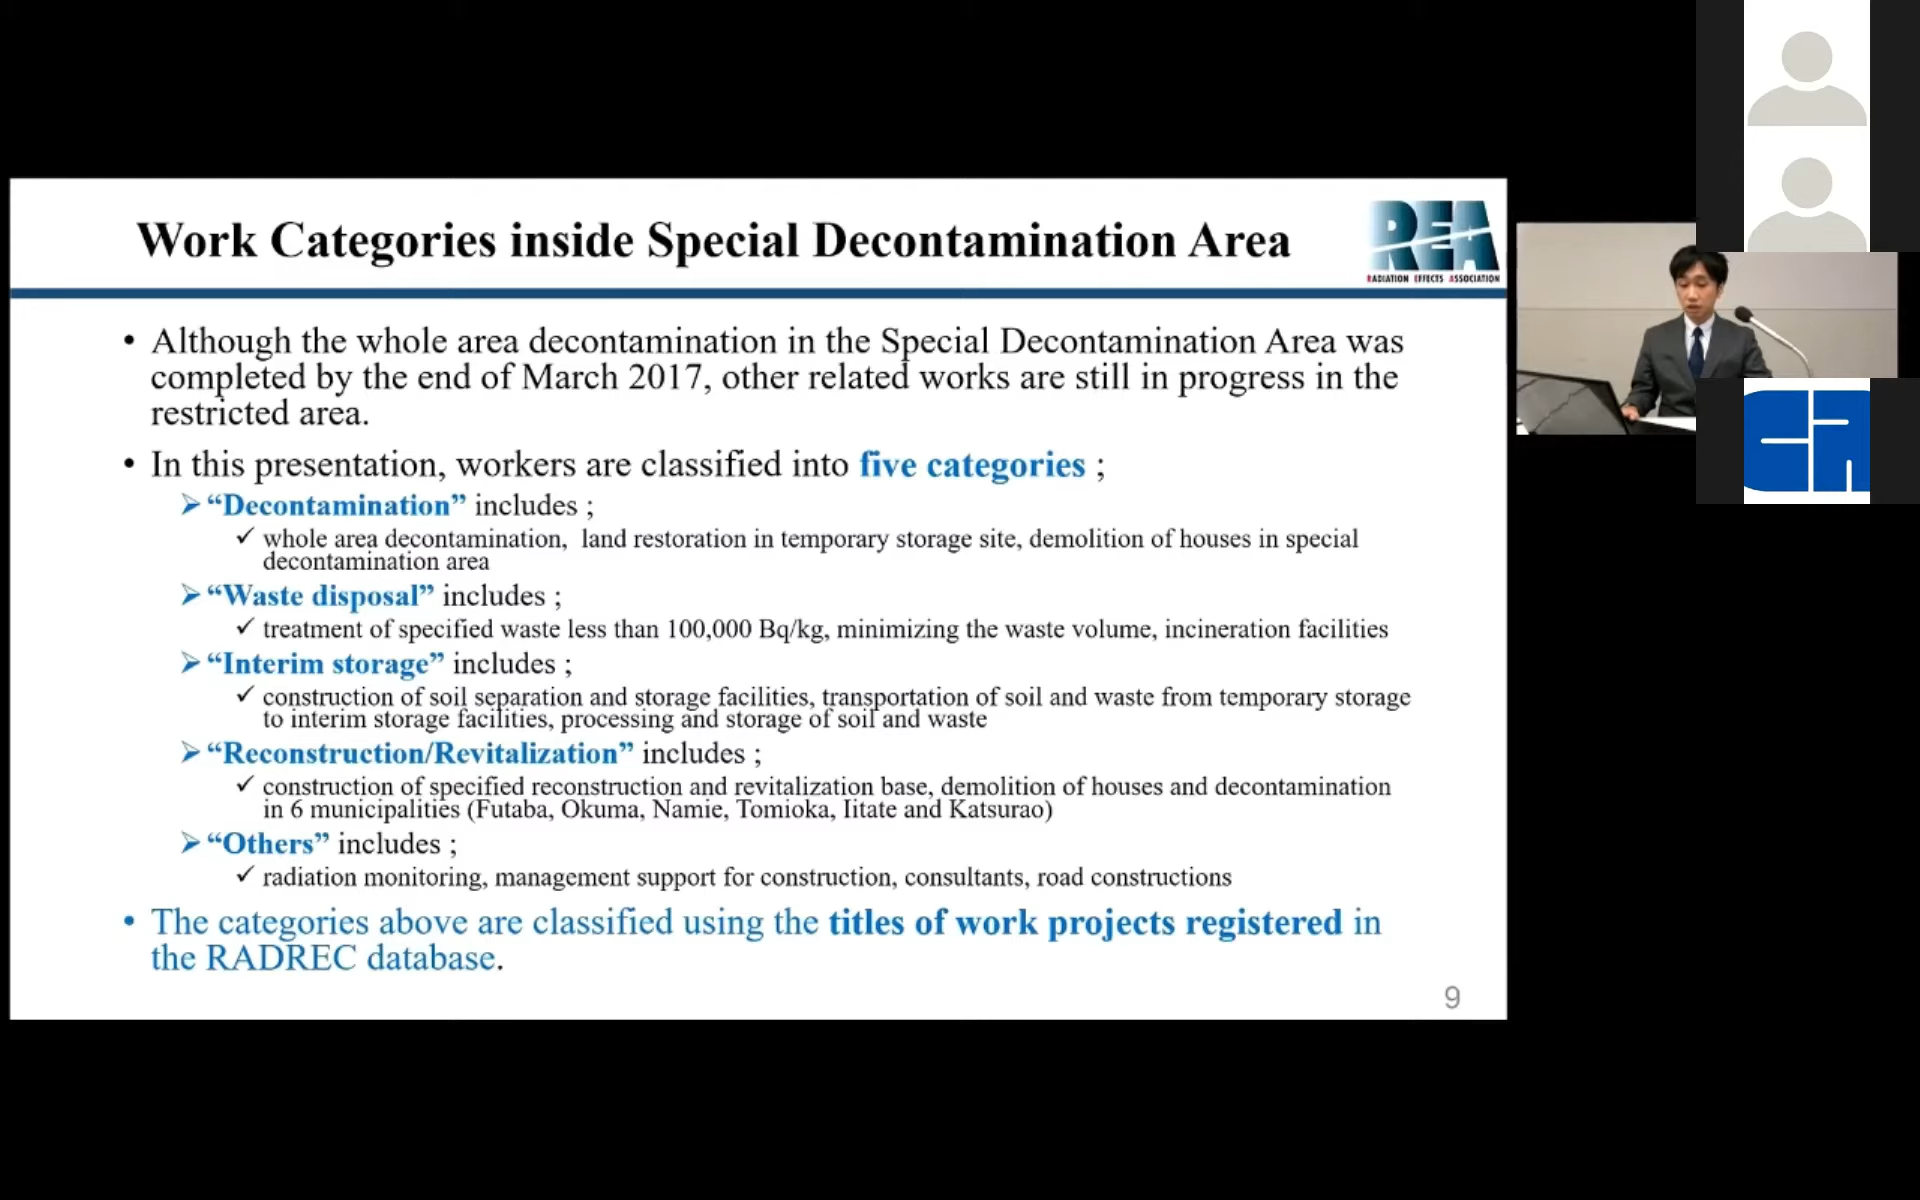 Work Categories inside Special Decontamination Area
REA
RADIATION EFFECTS ASSOCIATION
• Although the whole area decontamination in the Special Decontamination Area was
completed by the end of March 2017, other related works are still in progress in the
restricted area.
• In this presentation, workers are classified into five categories ;
➢ “Decontamination” includes ;
✓ whole area decontamination, land restoration in temporary storage site, demolition of houses in special
decontamination area
➢ “Waste disposal” includes ;
✓ treatment of specified waste less than 100,000 Bq/kg, minimizing the waste volume, incineration facilities
➢ “Interim storage” includes ;
✓ construction of soil separation and storage facilities, transportation of soil and waste from temporary storage
to interim storage facilities, processing and storage of soil and waste
➢ “Reconstruction/Revitalization” includes ;
✓ construction of specified reconstruction and revitalization base, demolition of houses and decontamination
in 6 municipalities (Futaba, Okuma, Namie, Tomioka, Iitate and Katsurao)
➢ “Others” includes ;
✓ radiation monitoring, management support for construction, consultants, road constructions
• The categories above are classified using the titles of work projects registered in
the RADREC database.
9